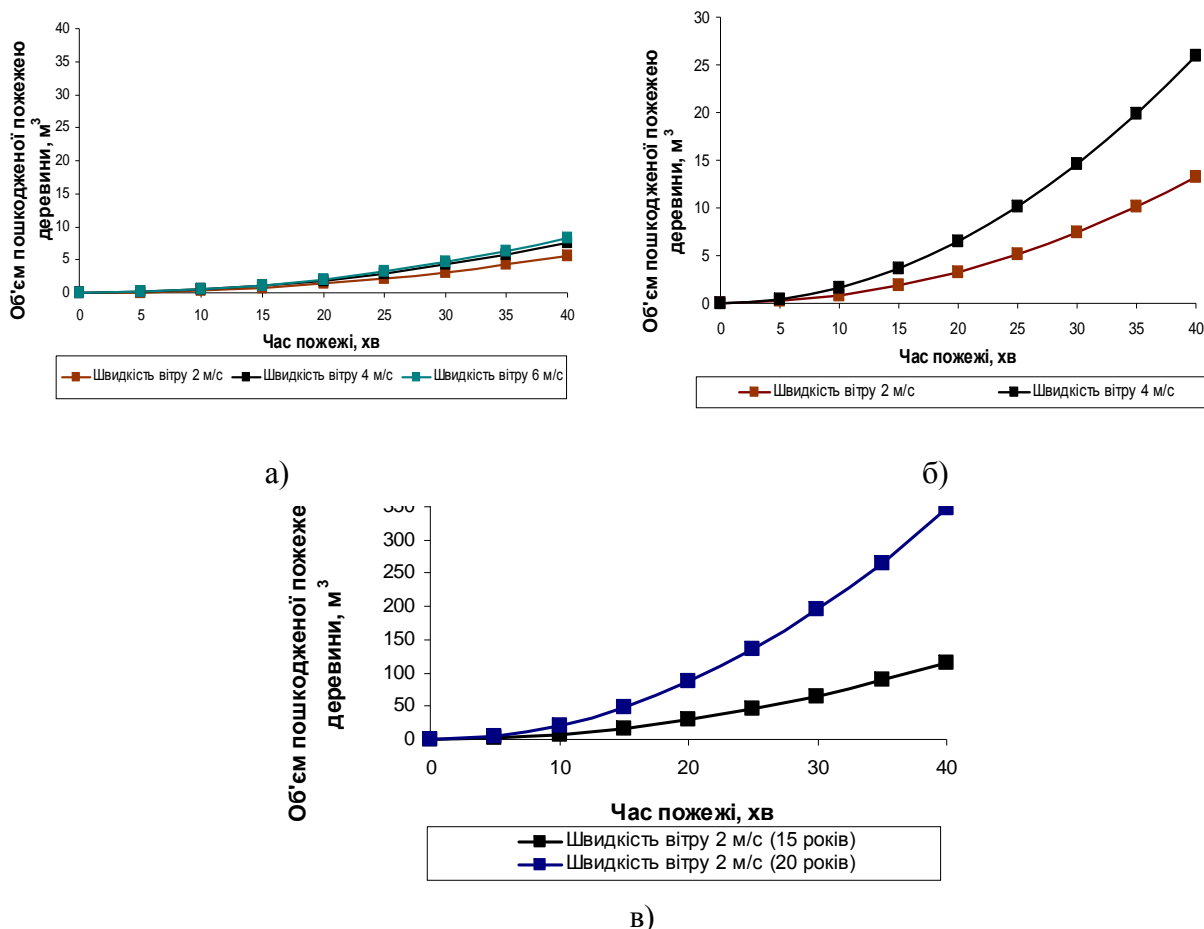 Об'єм пошкодженої пожежею
деревини, м³
40
35
30
25
20
15
10
5
0
0 5 10 15 20 25 30 35 40
Час пожежі, хв
Швидкість вітру 2 м/с Швидкість вітру 4 м/с Швидкість вітру 6 м/с
а)
Об'єм пошкодженої пожежею
деревини, м³
30
25
20
15
10
5
0
0 5 10 15 20 25 30 35 40
Час пожежі, хв
Швидкість вітру 2 м/с Швидкість вітру 4 м/с
б)
Об'єм пошкодженої пожеже
деревини, м³
350
300
250
200
150
100
50
0
0 10 20 30 40
Час пожежі, хв
Швидкість вітру 2 м/с (15 років)
Швидкість вітру 2 м/с (20 років)
в)